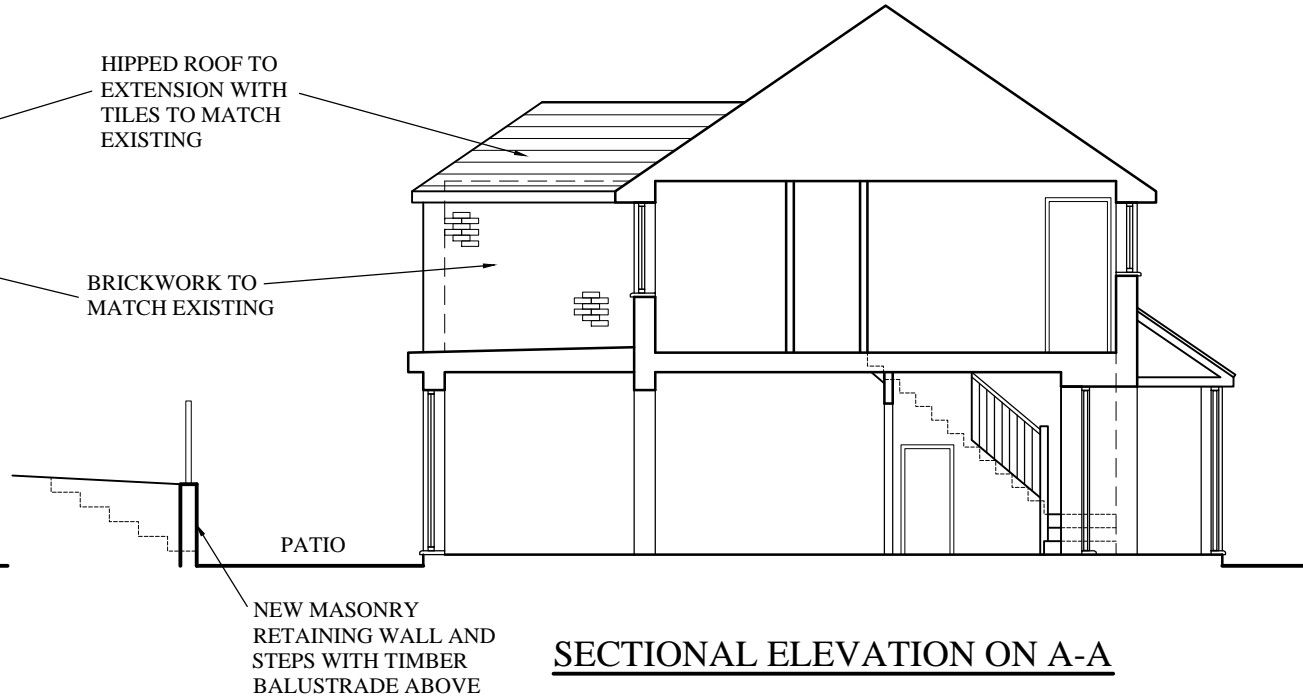 HIPPED ROOF TO
EXTENSION WITH
TILES TO MATCH
EXISTING
BRICKWORK TO
MATCH EXISTING
PATIO
NEW MASONRY
RETAINING WALL AND
STEPS WITH TIMBER
BALUSTRADE ABOVE
SECTIONAL ELEVATION ON A-A